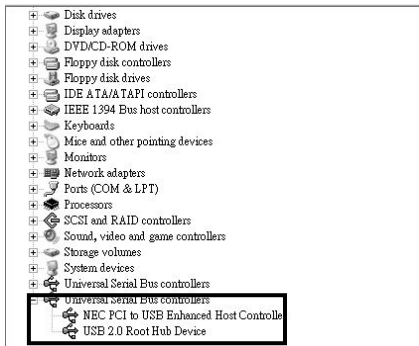 Disk drives
Display adapters
DVD/CD-ROM drives
Floppy disk controllers
Floppy disk drives
IDE ATA/ATAPI controllers
IEEE 1394 Bus host controllers
Keyboards
Mice and other pointing devices
Monitors
Network adapters
Ports (COM & LPT)
Processors
SCSI and RAID controllers
Sound, video and game controllers
Storage volumes
System devices
Universal Serial Bus controllers
Universal Serial Bus controllers
NEC PCI to USB Enhanced Host Controlle
USB 2.0 Root Hub Device